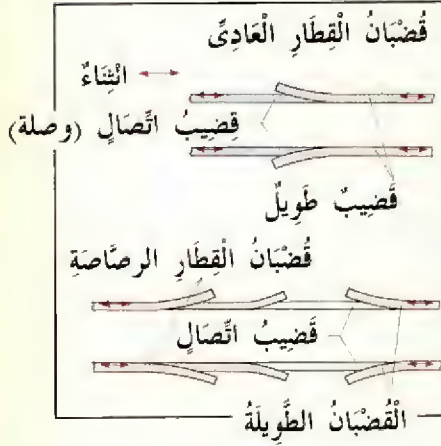 قُضْبَانُ الْقِطَارِ الْعَادِىِّ
انْثِنَاءٌ
قِضِيبُ اتِّصَالٍ (وصلة)
قَضِيبٌ طَوِيلٌ
قُضْبَانُ الْقِطَارِ الرصَّاصَةِ
قَضِيبُ اتِّصَالٍ
الْقُضْبَانُ الطَّوِيلَةُ